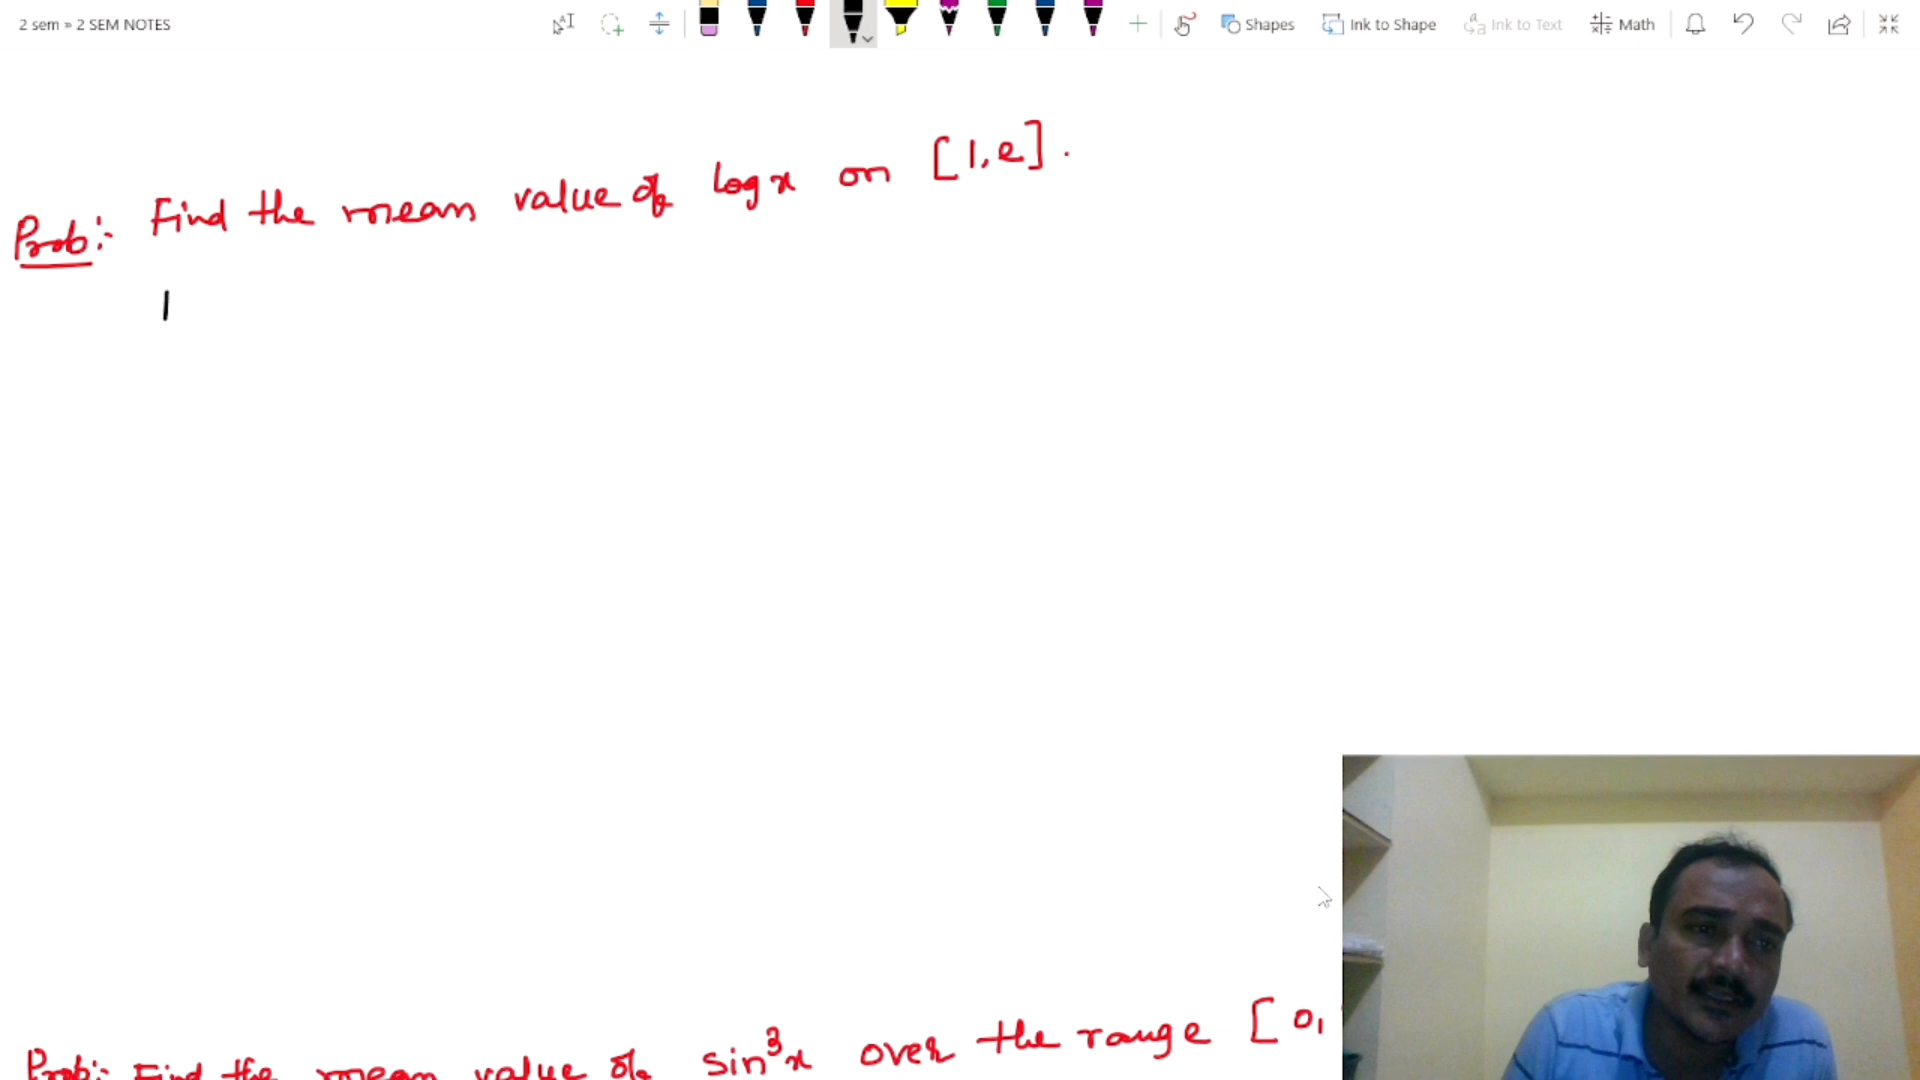 2 sem » 2 SEM NOTES
Shapes Ink to Shape Ink to Text Math
Prob:- Find the mean value of log x on [1,e].
Prob:- Find the mean value of sin³x over the range [0,